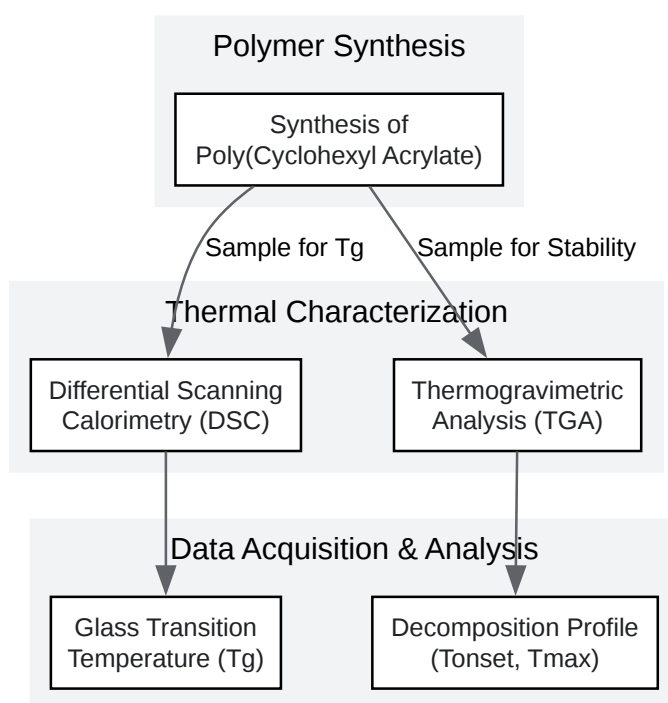 Polymer Synthesis
Synthesis of
Poly(Cyclohexyl Acrylate)
Sample for Tg
Sample for Stability
Thermal Characterization
Differential Scanning
Calorimetry (DSC)
Thermogravimetric
Analysis (TGA)
Data Acquisition & Analysis
Glass Transition
Temperature (Tg)
Decomposition Profile
(Tonset, Tmax)